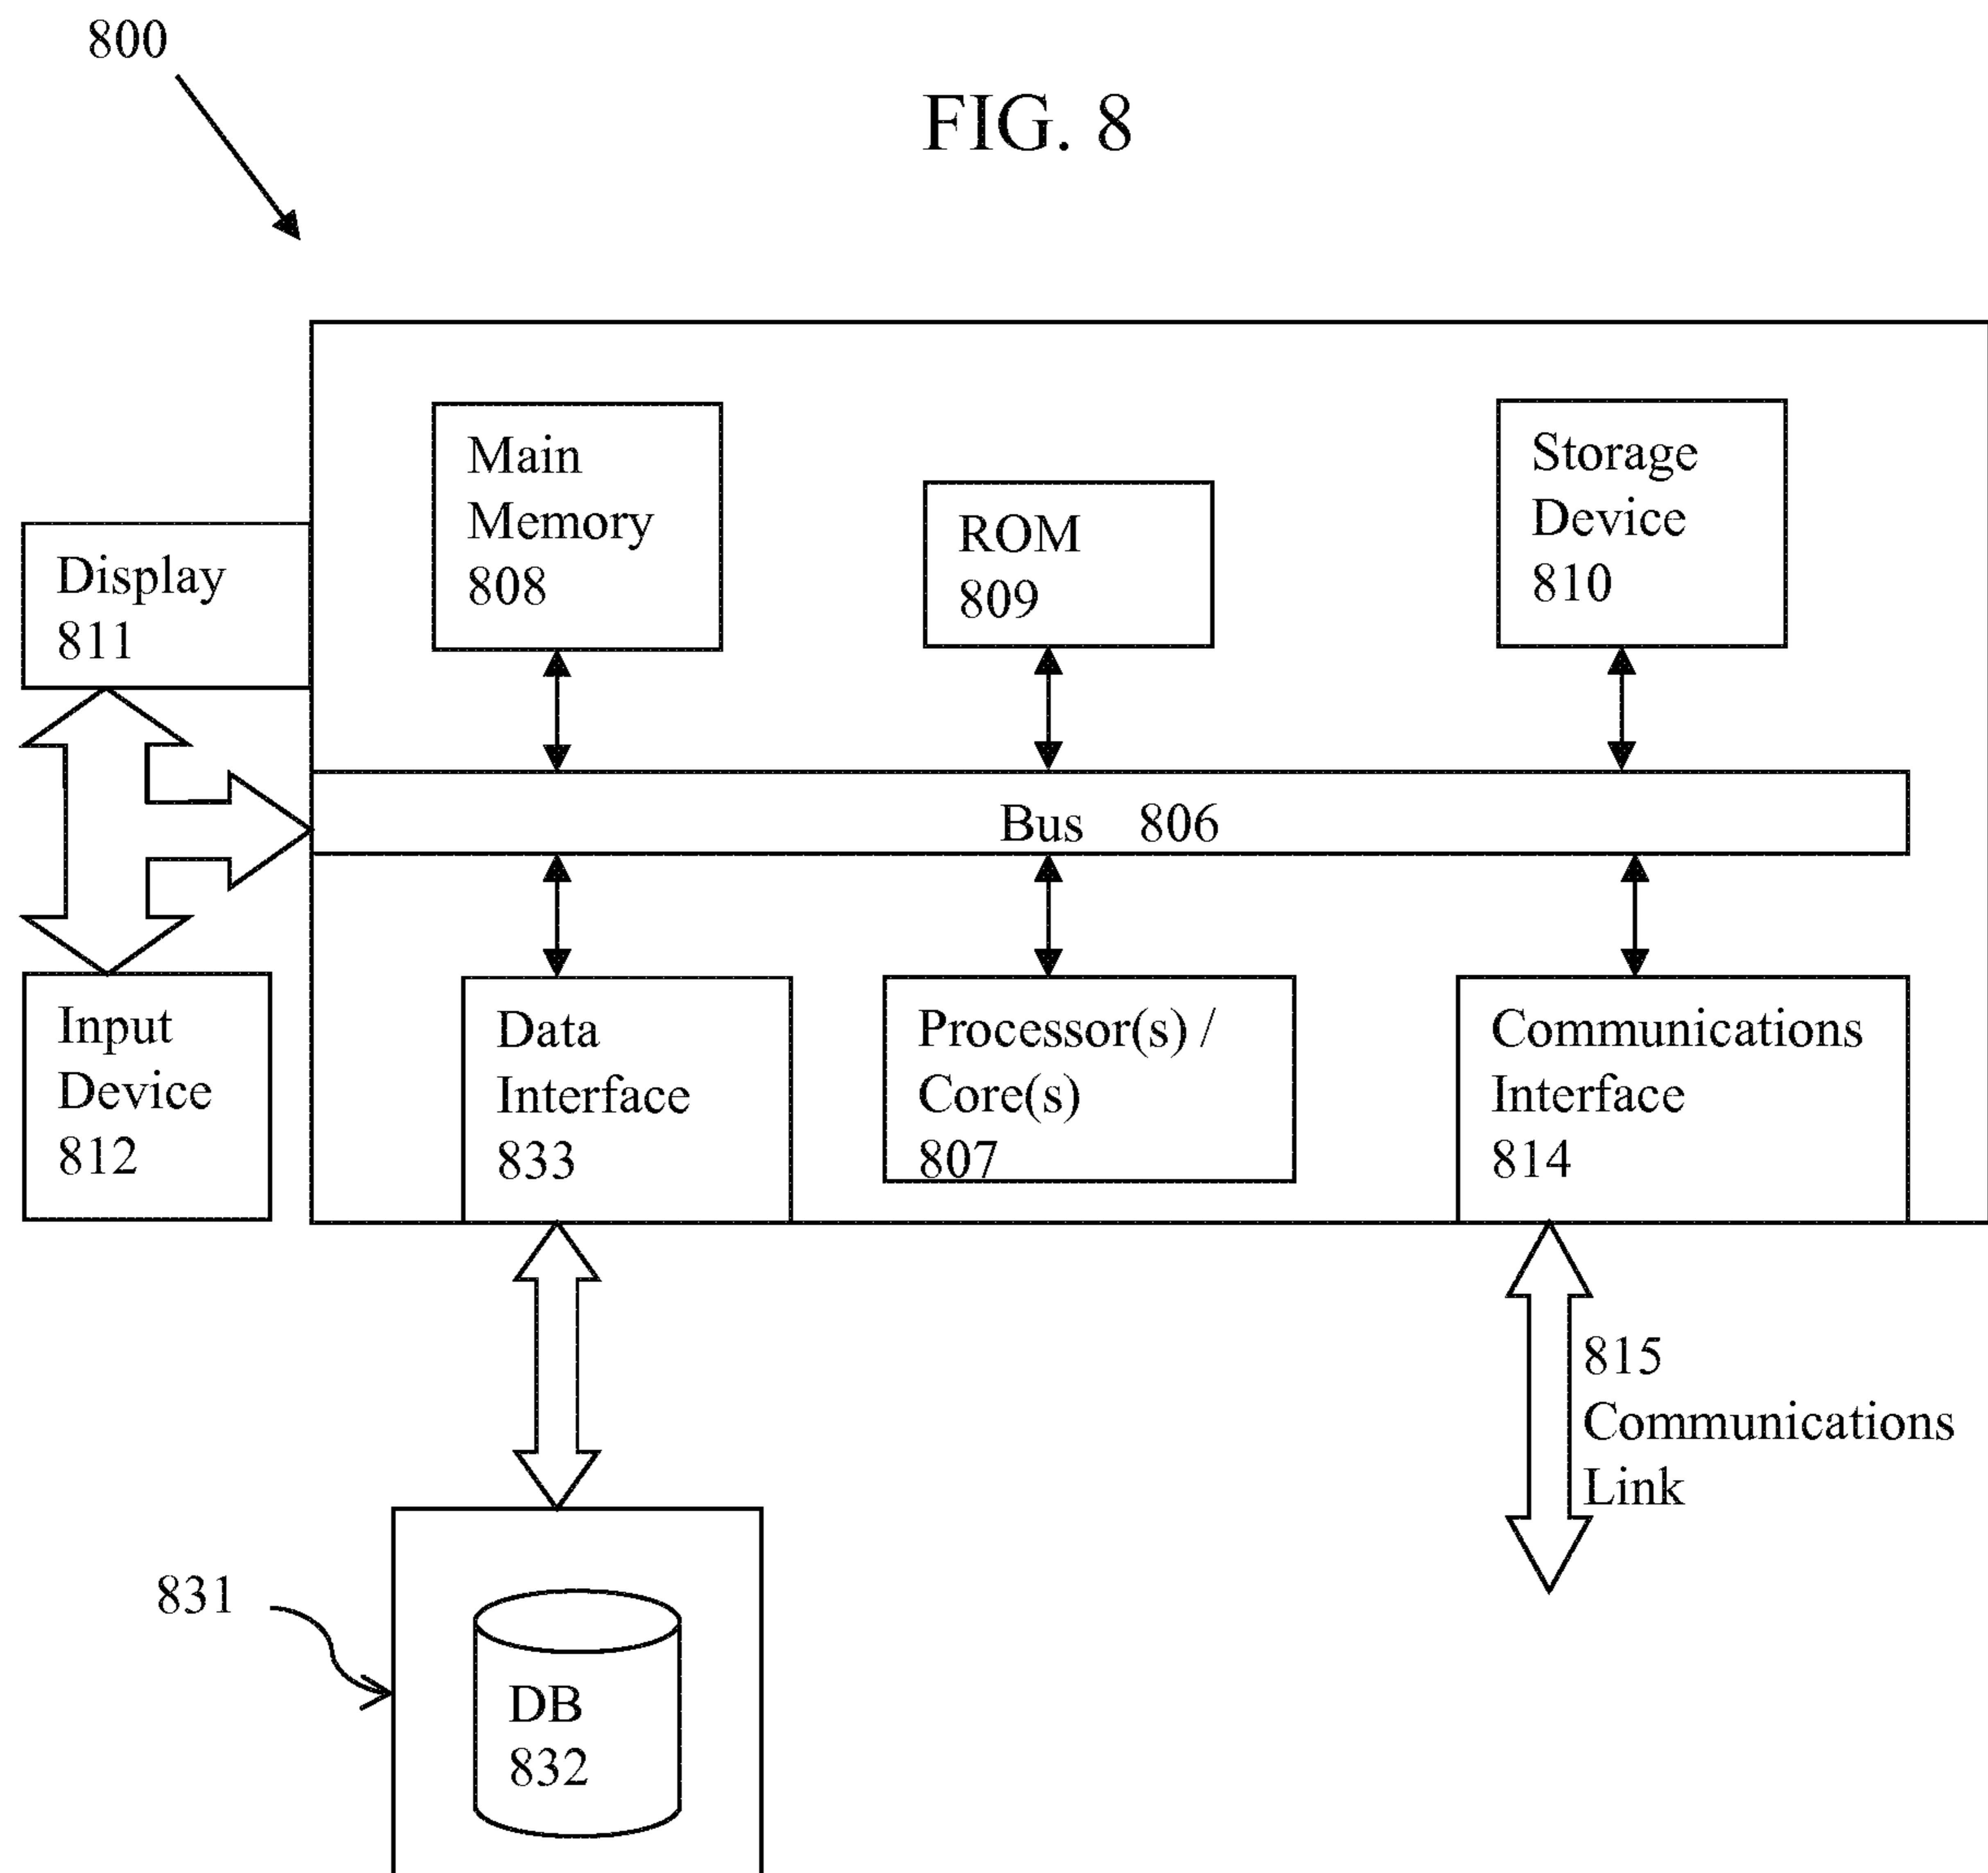 800
FIG. 8
Main
Memory
808
ROM
809
Storage
Device
810
Display
811
Bus 806
Input
Device
812
Data
Interface
833
Processor(s) /
Core(s)
807
Communications
Interface
814
815
Communications
Link
831
DB
832